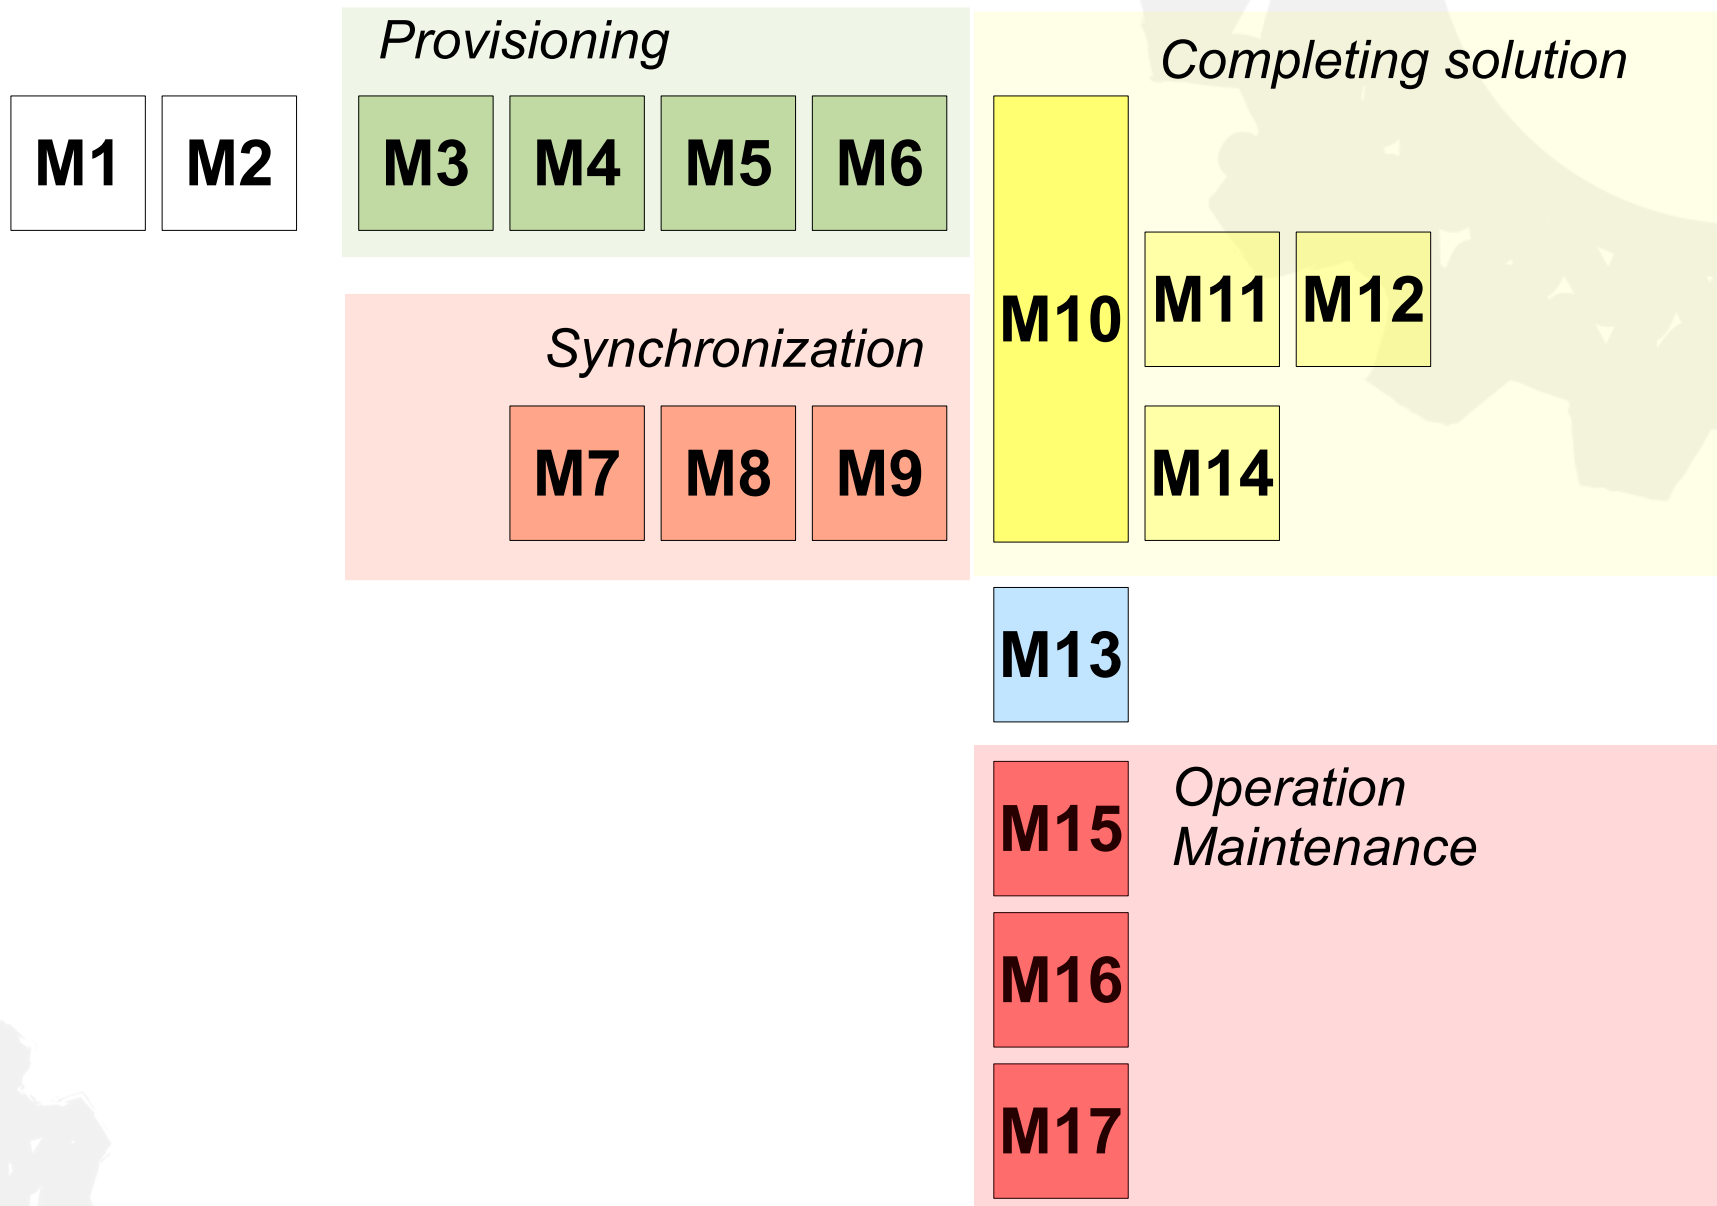 Provisioning
Completing solution
M1 M2 M3 M4 M5 M6
M10
M11 M12
Synchronization
M7 M8 M9
M14
M13
M15
Operation
Maintenance
M16
M17